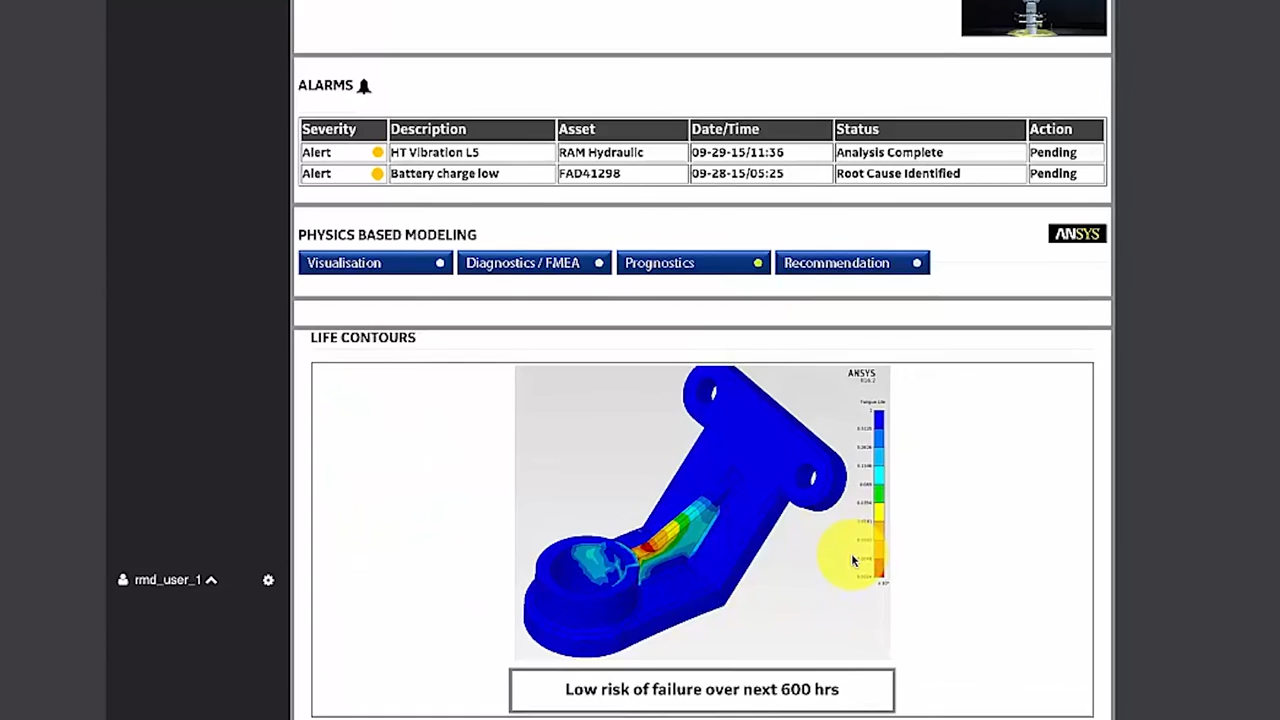 ALARMS
Severity Description Asset Date/Time Status Action
Alert HT Vibration L5 RAM Hydraulic 09-29-15/11:36 Analysis Complete Pending
Alert Battery charge low FAD41298 09-28-15/05:25 Root Cause Identified Pending
PHYSICS BASED MODELING ANSYS
Visualisation Diagnostics / FMEA Prognostics Recommendation
LIFE CONTOURS
ANSYS
rmd_user_1
Low risk of failure over next 600 hrs